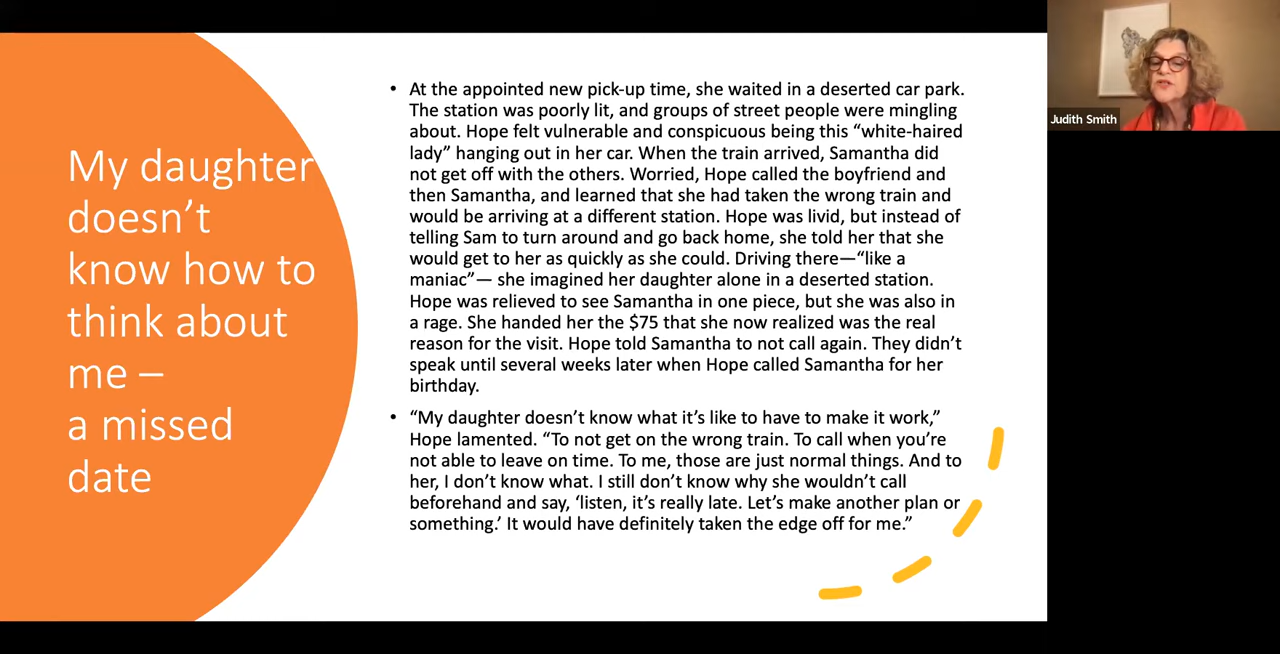 My daughter
doesn’t
know how to
think about
me –
a missed
date
• At the appointed new pick-up time, she waited in a deserted car park.
The station was poorly lit, and groups of street people were mingling
about. Hope felt vulnerable and conspicuous being this “white-haired
lady” hanging out in her car. When the train arrived, Samantha did
not get off with the others. Worried, Hope called the boyfriend and
then Samantha, and learned that she had taken the wrong train and
would be arriving at a different station. Hope was livid, but instead of
telling Sam to turn around and go back home, she told her that she
would get to her as quickly as she could. Driving there—“like a
maniac”— she imagined her daughter alone in a deserted station.
Hope was relieved to see Samantha in one piece, but she was also in
a rage. She handed her the $75 that she now realized was the real
reason for the visit. Hope told Samantha to not call again. They didn’t
speak until several weeks later when Hope called Samantha for her
birthday.
• “My daughter doesn’t know what it’s like to have to make it work,”
Hope lamented. “To not get on the wrong train. To call when you’re
not able to leave on time. To me, those are just normal things. And to
her, I don’t know what. I still don’t know why she wouldn’t call
beforehand and say, ‘listen, it’s really late. Let’s make another plan or
something.’ It would have definitely taken the edge off for me.”
Judith Smith